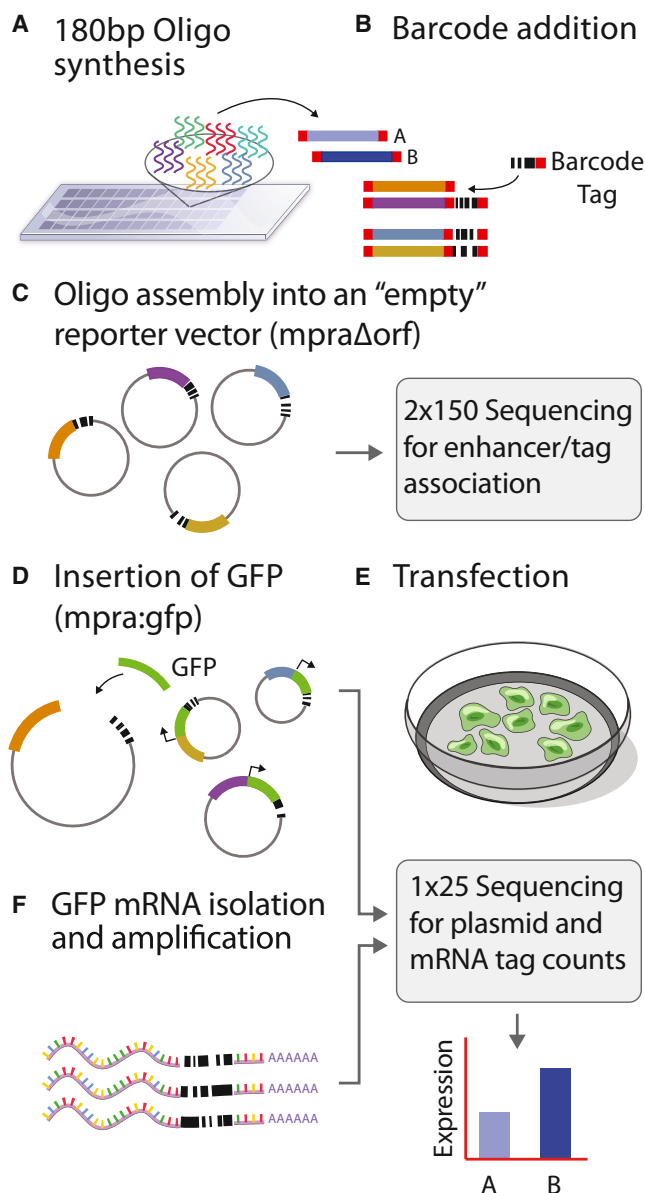 A 180bp Oligo
synthesis
B Barcode addition
A
B
Barcode
Tag
C Oligo assembly into an “empty”
reporter vector (mpraΔorf)
2x150 Sequencing
for enhancer/tag
association
D Insertion of GFP
(mpra:gfp)
GFP
E Transfection
F GFP mRNA isolation
and amplification
AAAAAA
AAAAAA
AAAAAA
1x25 Sequencing
for plasmid and
mRNA tag counts
Expression
A B